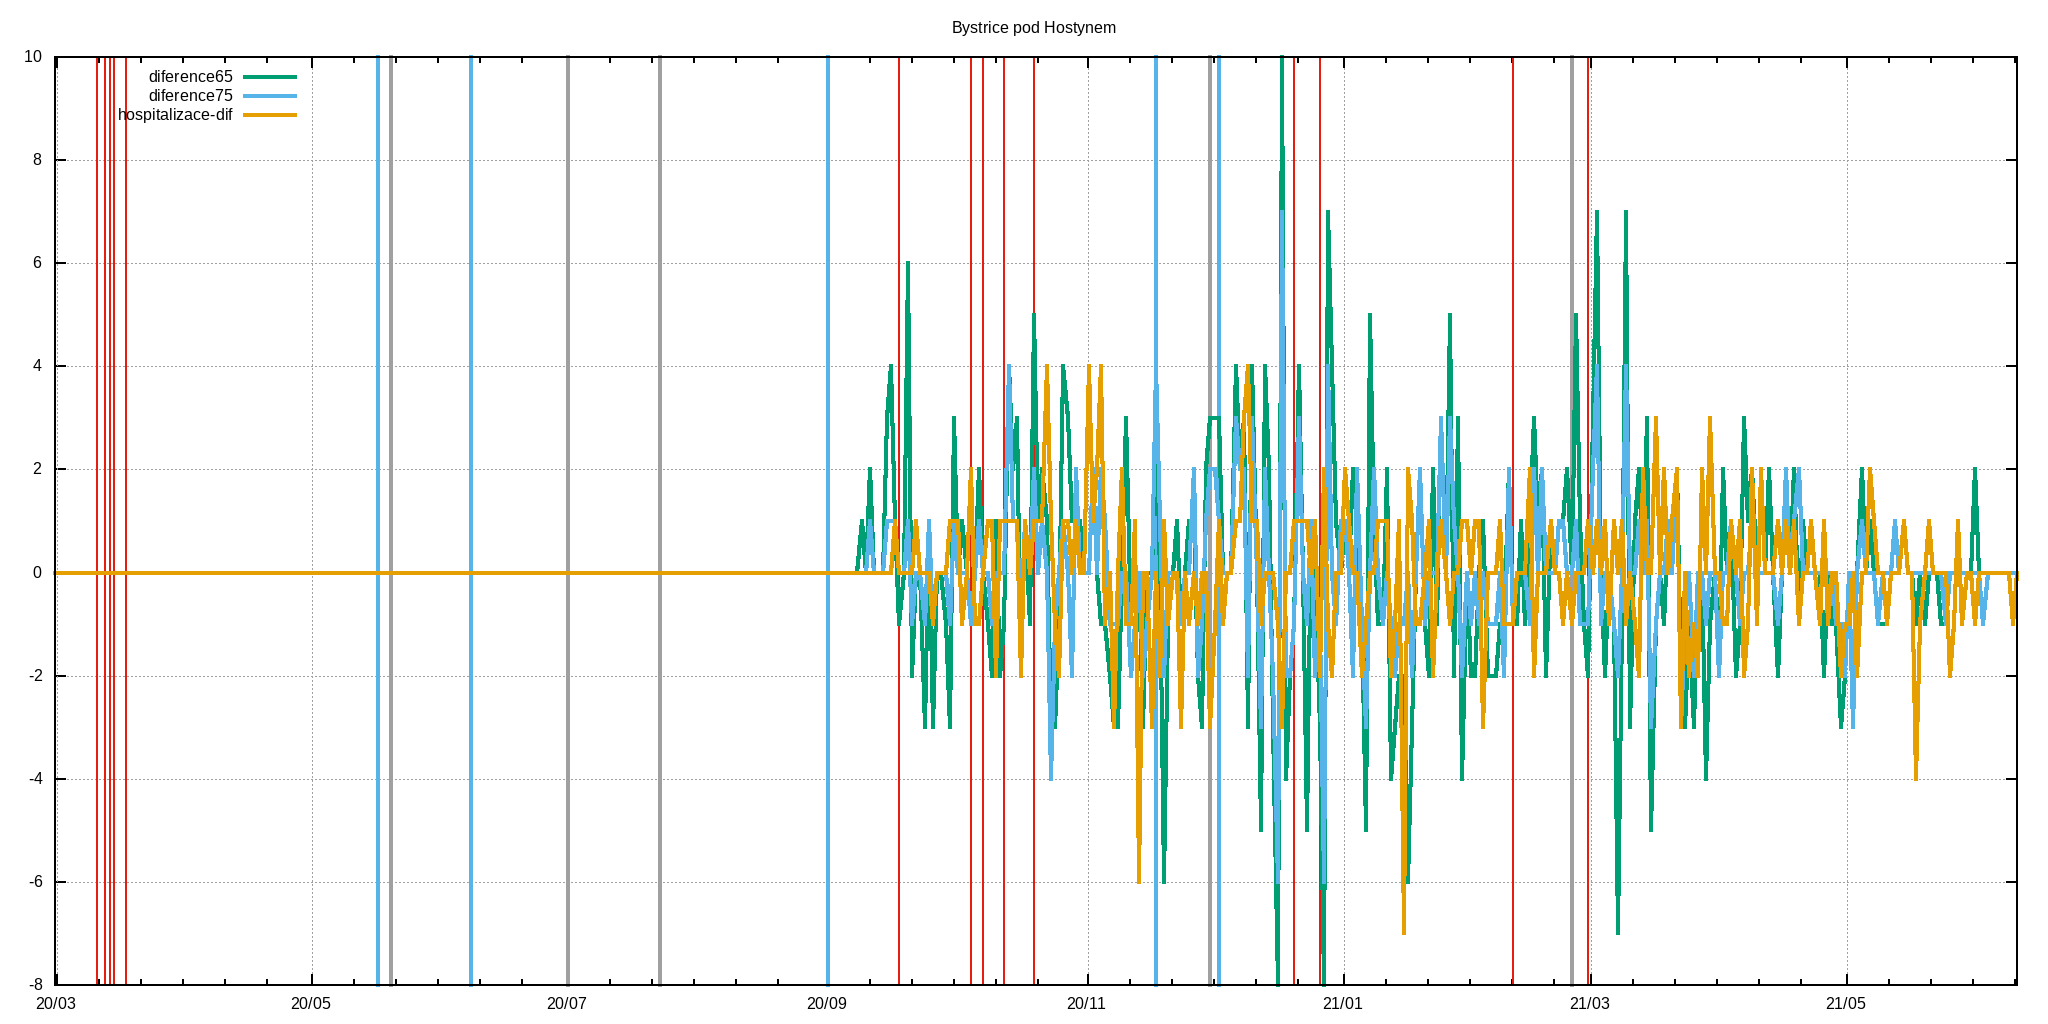 Bystrice pod Hostynem
10
8
6
4
2
0
-2
-4
-6
-8
diference65
diference75
hospitalizace-dif
20/03 20/05 20/07 20/09 20/11 21/01 21/03 21/05